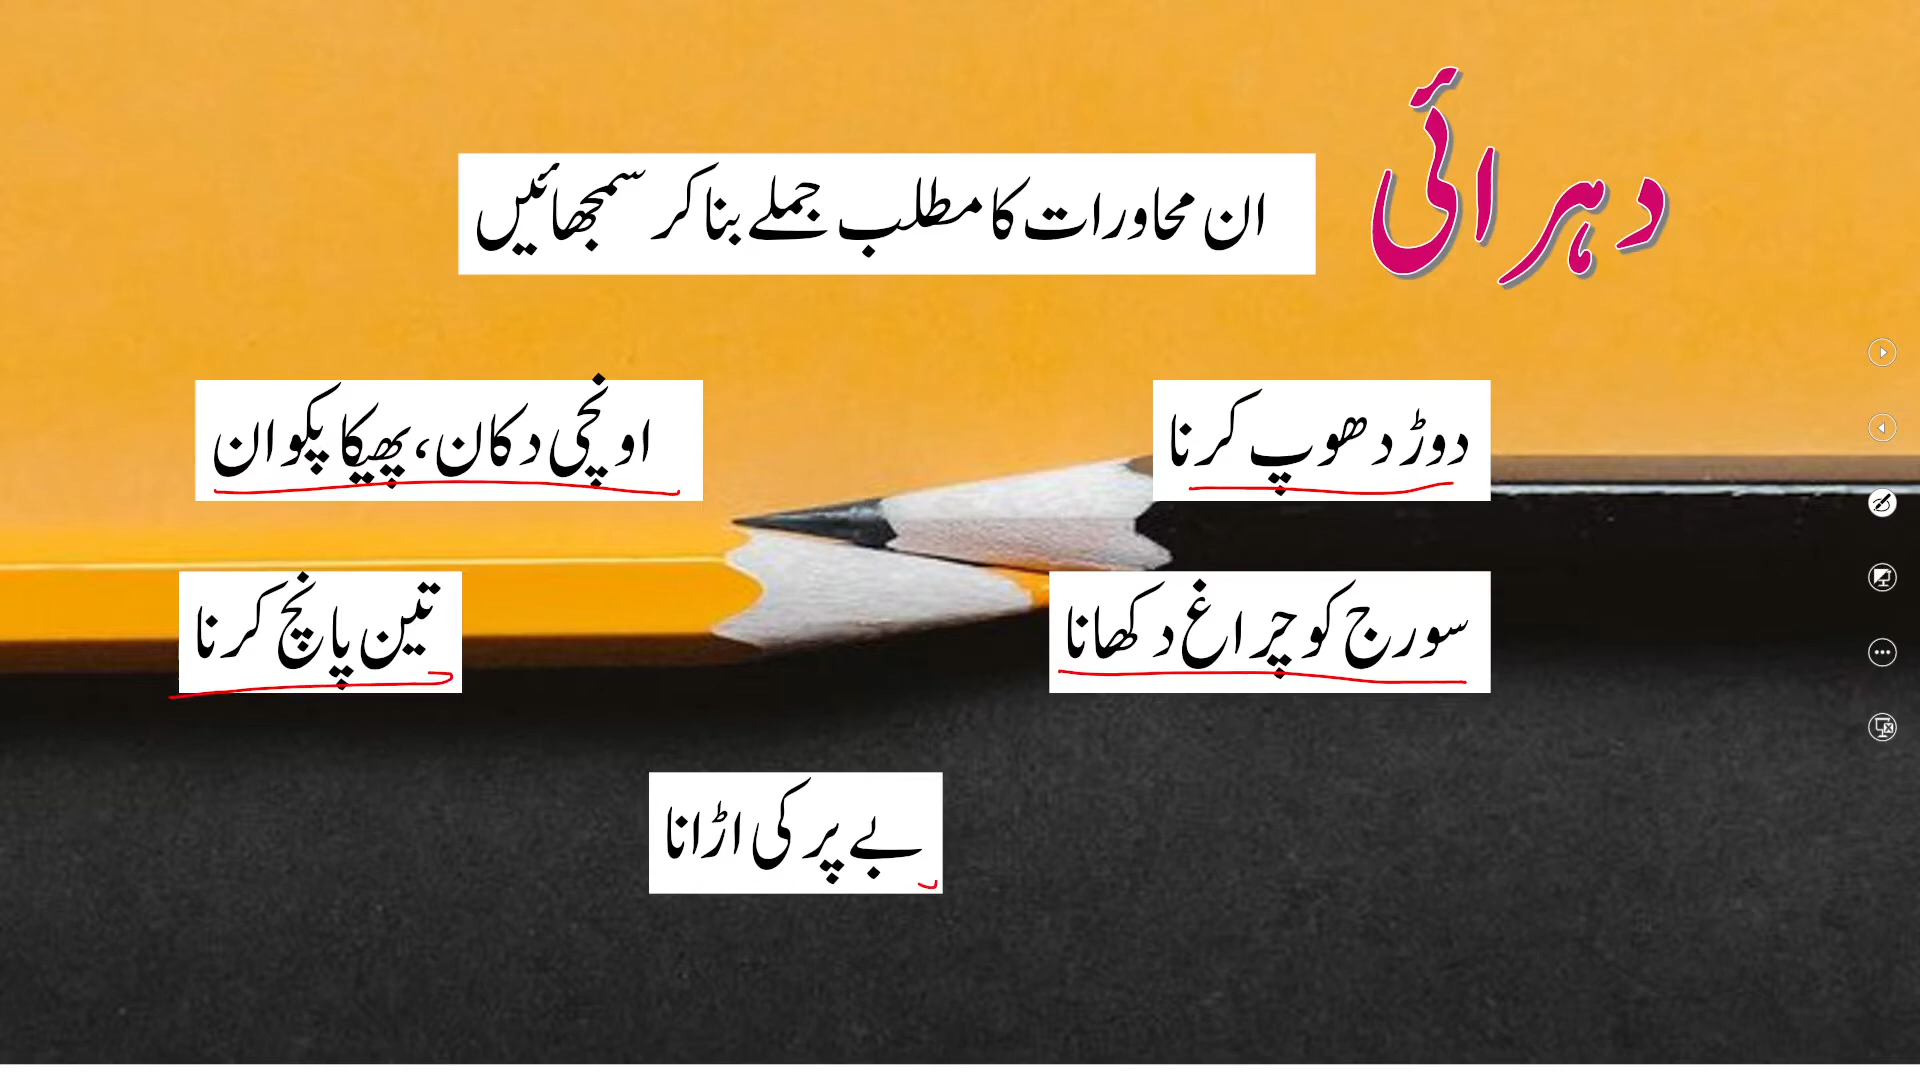 دہرائی
ان محاورات کا مطلب جملے بنا کر سمجھائیں
دوڑ دھوپ کرنا
اونچی دکان، پھیکا پکوان
سورج کو چراغ دکھانا
تین پانچ کرنا
بے پر کی اڑانا